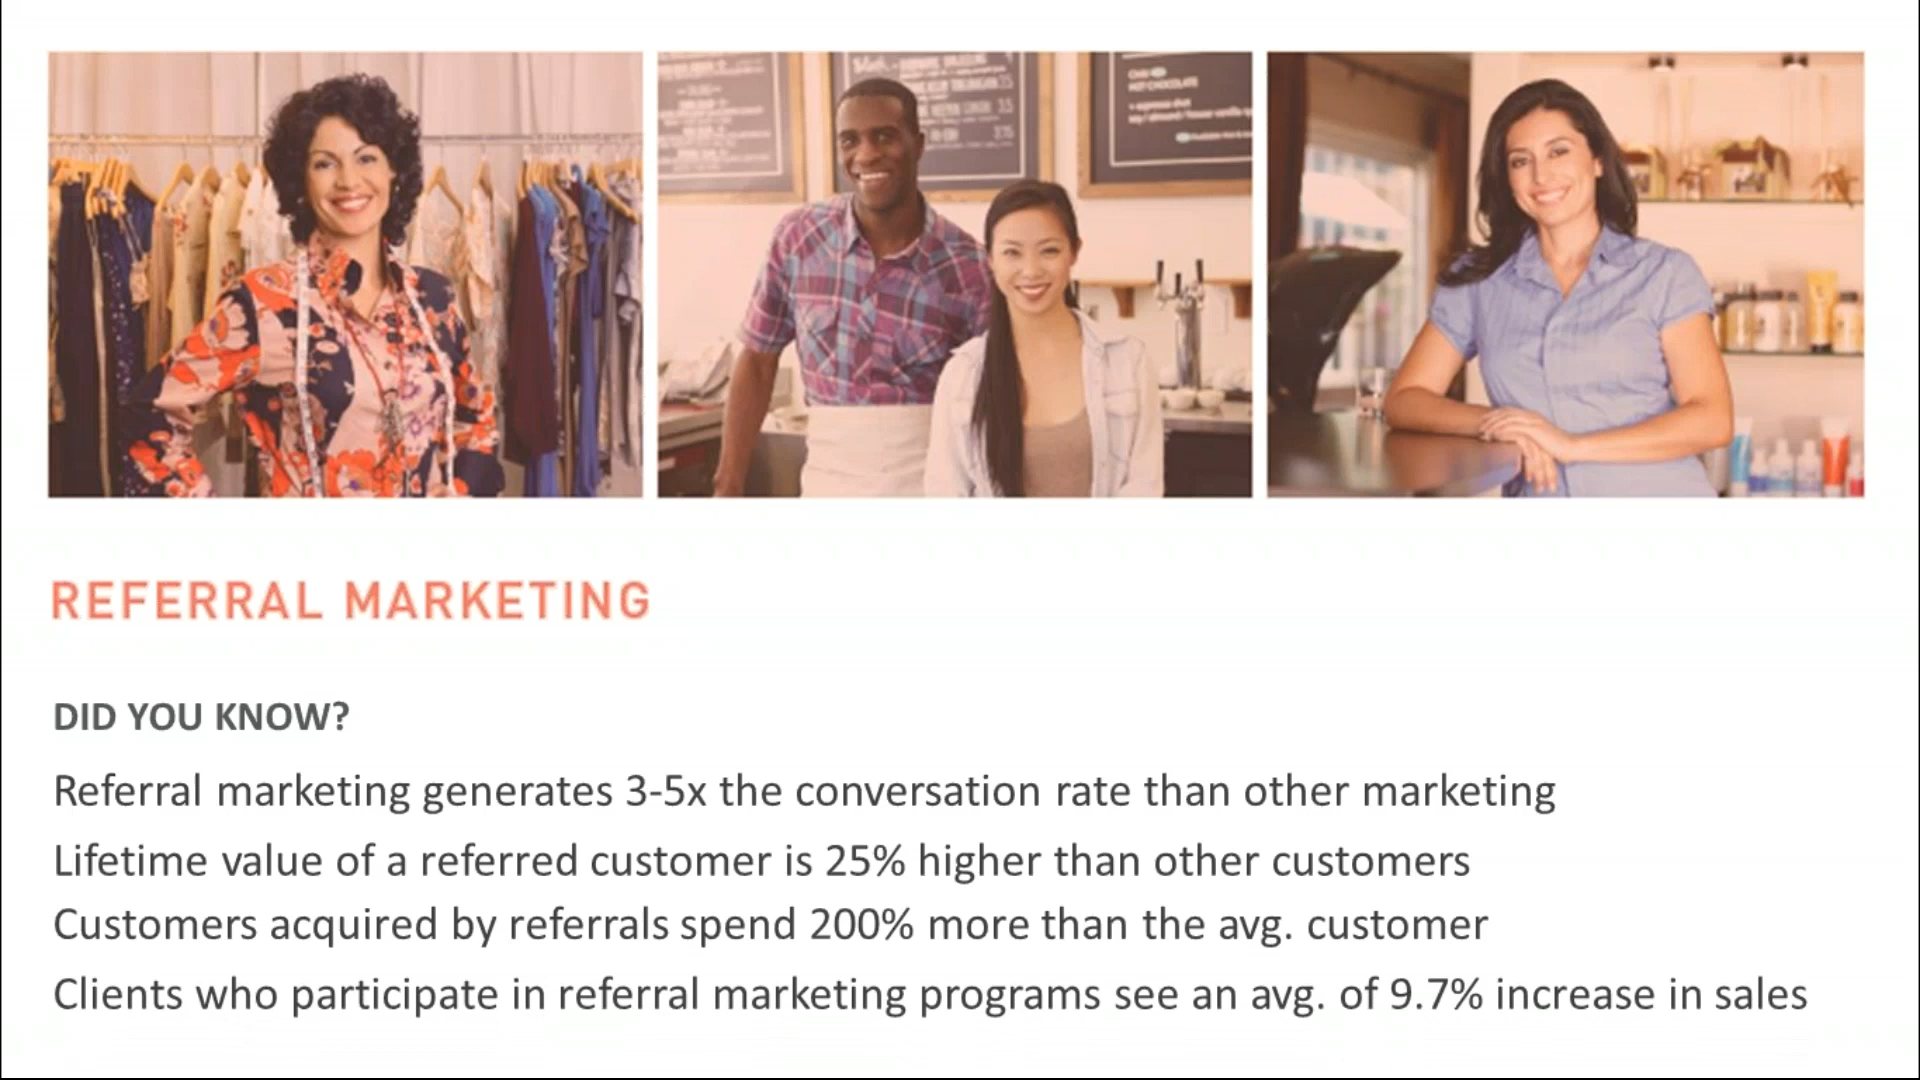 REFERRAL MARKETING
DID YOU KNOW?
Referral marketing generates 3-5x the conversation rate than other marketing
Lifetime value of a referred customer is 25% higher than other customers
Customers acquired by referrals spend 200% more than the avg. customer
Clients who participate in referral marketing programs see an avg. of 9.7% increase in sales